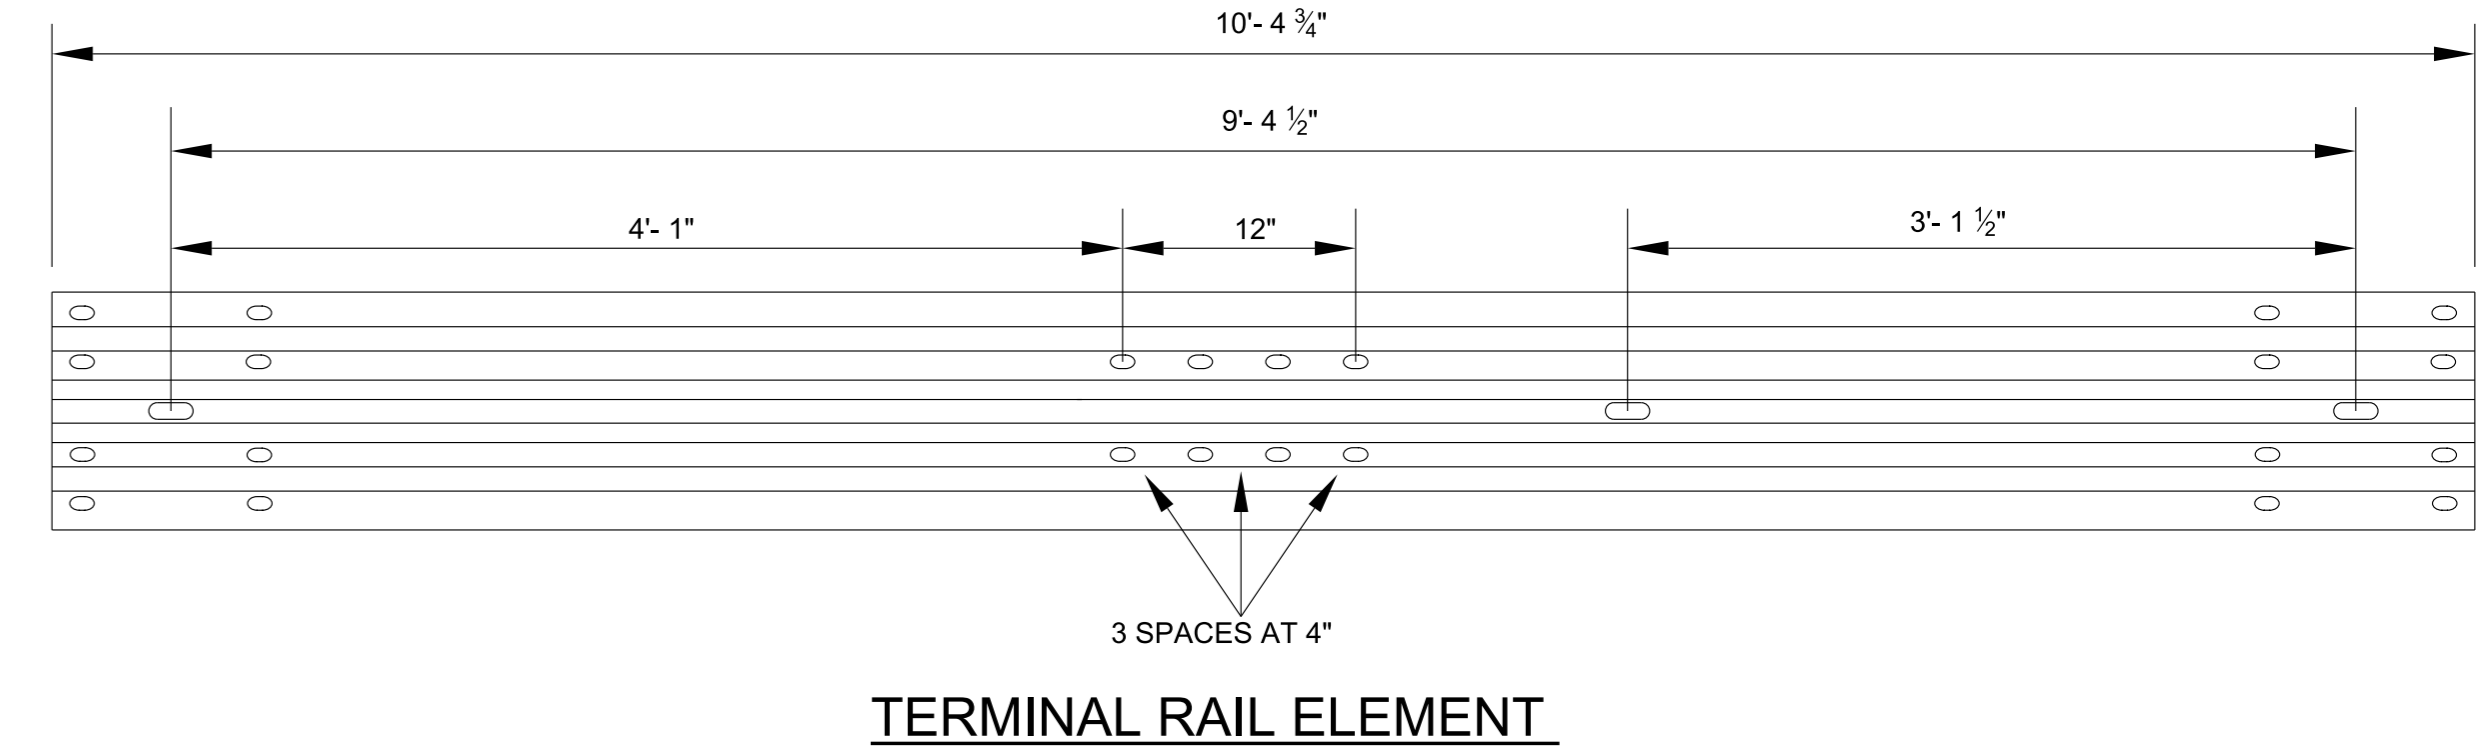 10'- 4 ¾"
9'- 4 ½"
4'- 1"
12"
3'- 1 ½"
3 SPACES AT 4"
TERMINAL RAIL ELEMENT